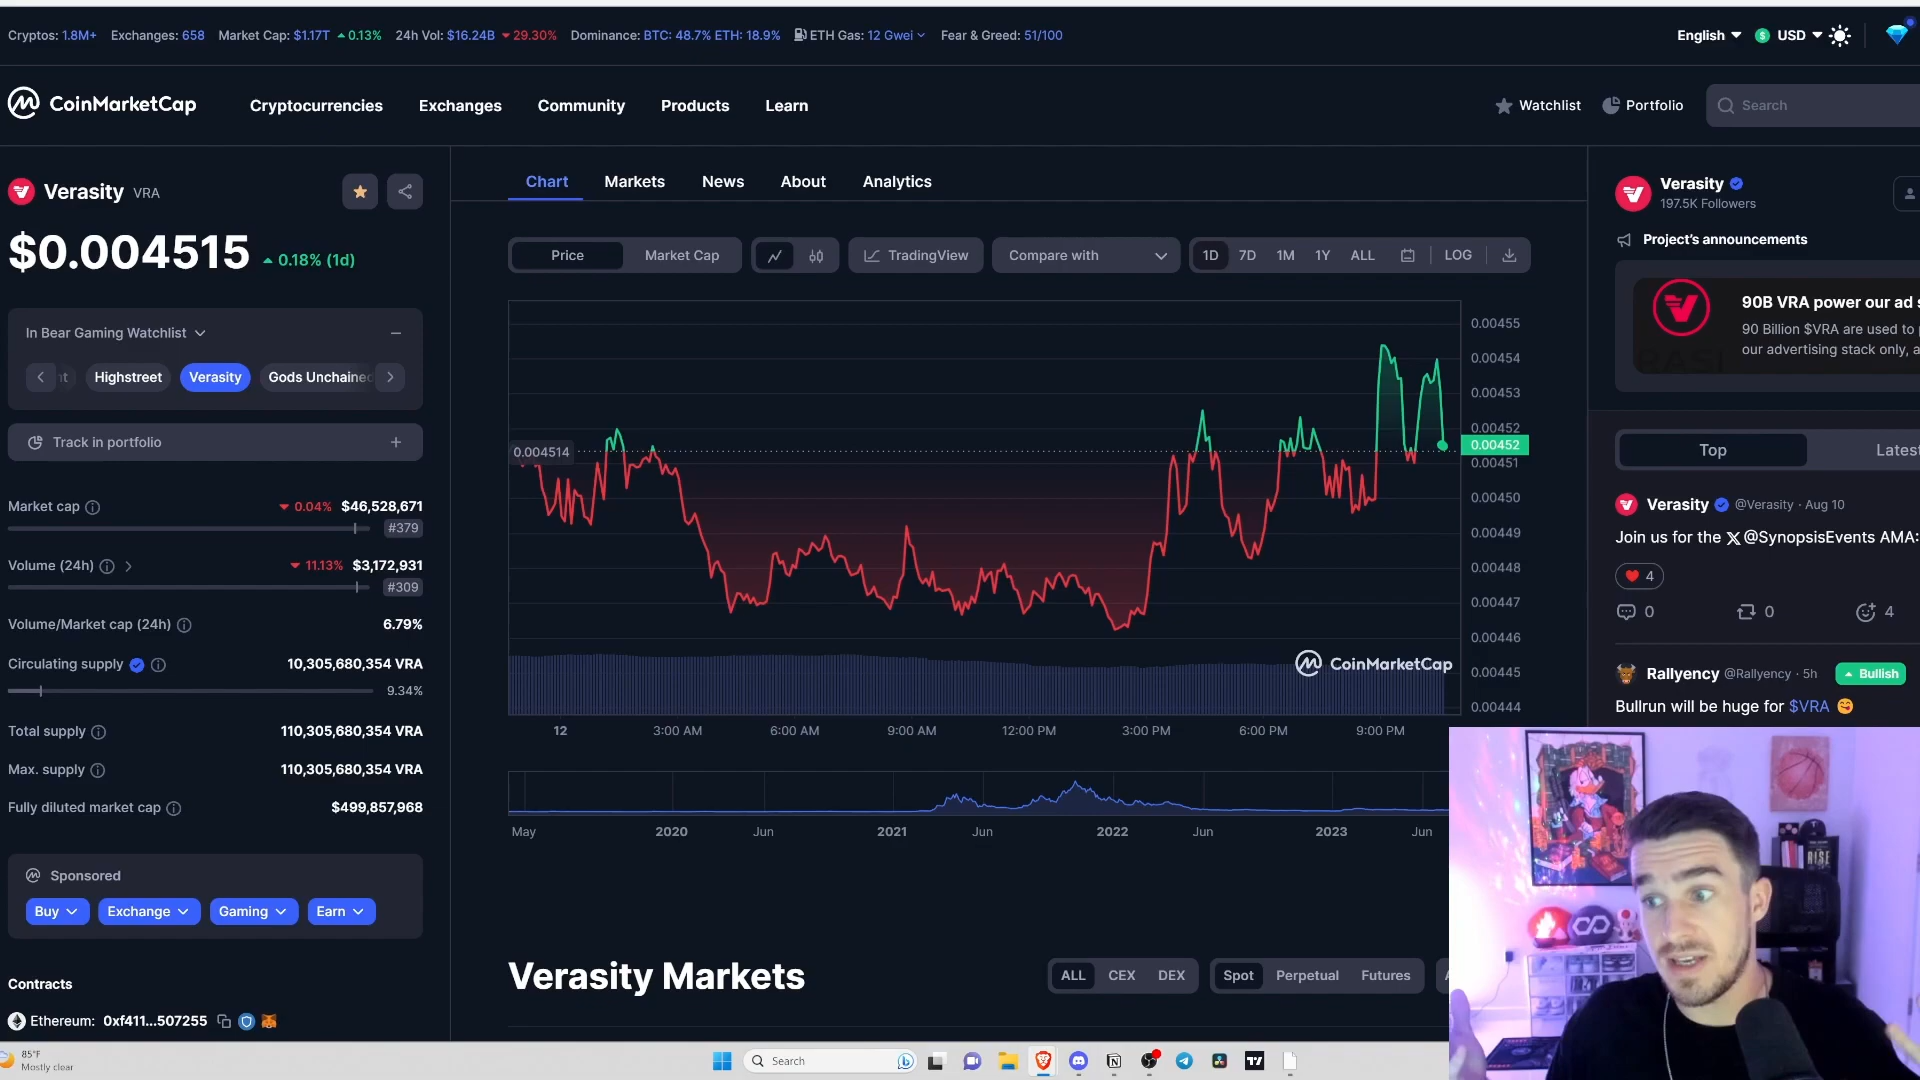 Cryptos: 1.8M+ Exchanges: 658 Market Cap: $1.17T 0.13% 24h Vol: $16.24B 29.30% Dominance: BTC: 48.7% ETH: 18.9% ETH Gas: 12 Gwei Fear & Greed: 51/100
English USD
CoinMarketCap Cryptocurrencies Exchanges Community Products Learn
Watchlist Portfolio Search
Verasity VRA
$0.004515 0.18% (1d)
In Bear Gaming Watchlist
Highstreet Verasity Gods Unchained
Track in portfolio
Market cap 0.04% $46,528,671
#379
Volume (24h) 11.13% $3,172,931
#309
Volume/Market cap (24h) 6.79%
Circulating supply 10,305,680,354 VRA
9.34%
Total supply 110,305,680,354 VRA
Max. supply 110,305,680,354 VRA
Fully diluted market cap $499,857,968
Sponsored
Buy Exchange Gaming Earn
Contracts
Ethereum: 0xf411...507255
Chart Markets News About Analytics
Price Market Cap TradingView Compare with 1D 7D 1M 1Y ALL LOG
0.00455
0.00454
0.00453
0.00452
0.004514
0.00452
0.00451
0.00450
0.00449
0.00448
0.00447
0.00446
0.00445
0.00444
CoinMarketCap
12 3:00 AM 6:00 AM 9:00 AM 12:00 PM 3:00 PM 6:00 PM 9:00 PM
May 2020 Jun 2021 Jun 2022 Jun 2023 Jun
Verasity Markets
ALL CEX DEX Spot Perpetual Futures
Verasity
197.5K Followers
Project's announcements
90B VRA power our ad s
90 Billion $VRA are used to
our advertising stack only, a
Top Latest
Verasity @Verasity · Aug 10
Join us for the X @SynopsisEvents AMA:
4
0 0 4
Rallyency @Rallyency · 5h Bullish
Bullrun will be huge for $VRA
RISE
85°F
Mostly clear
Search